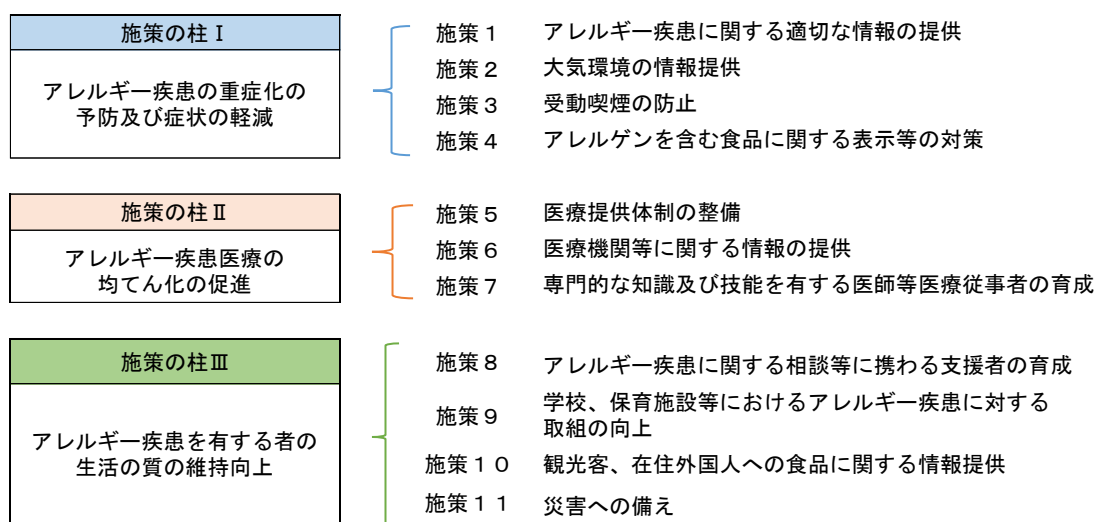 施策の柱Ⅰ
アレルギー疾患の重症化の
予防及び症状の軽減
施策１ アレルギー疾患に関する適切な情報の提供
施策２ 大気環境の情報提供
施策３ 受動喫煙の防止
施策４ アレルゲンを含む食品に関する表示等の対策
施策の柱Ⅱ
アレルギー疾患医療の
均てん化の促進
施策５ 医療提供体制の整備
施策６ 医療機関等に関する情報の提供
施策７ 専門的な知識及び技能を有する医師等医療従事者の育成
施策の柱Ⅲ
アレルギー疾患を有する者の
生活の質の維持向上
施策８ アレルギー疾患に関する相談等に携わる支援者の育成
施策９ 学校、保育施設等におけるアレルギー疾患に対する
取組の向上
施策１０ 観光客、在住外国人への食品に関する情報提供
施策１１ 災害への備え